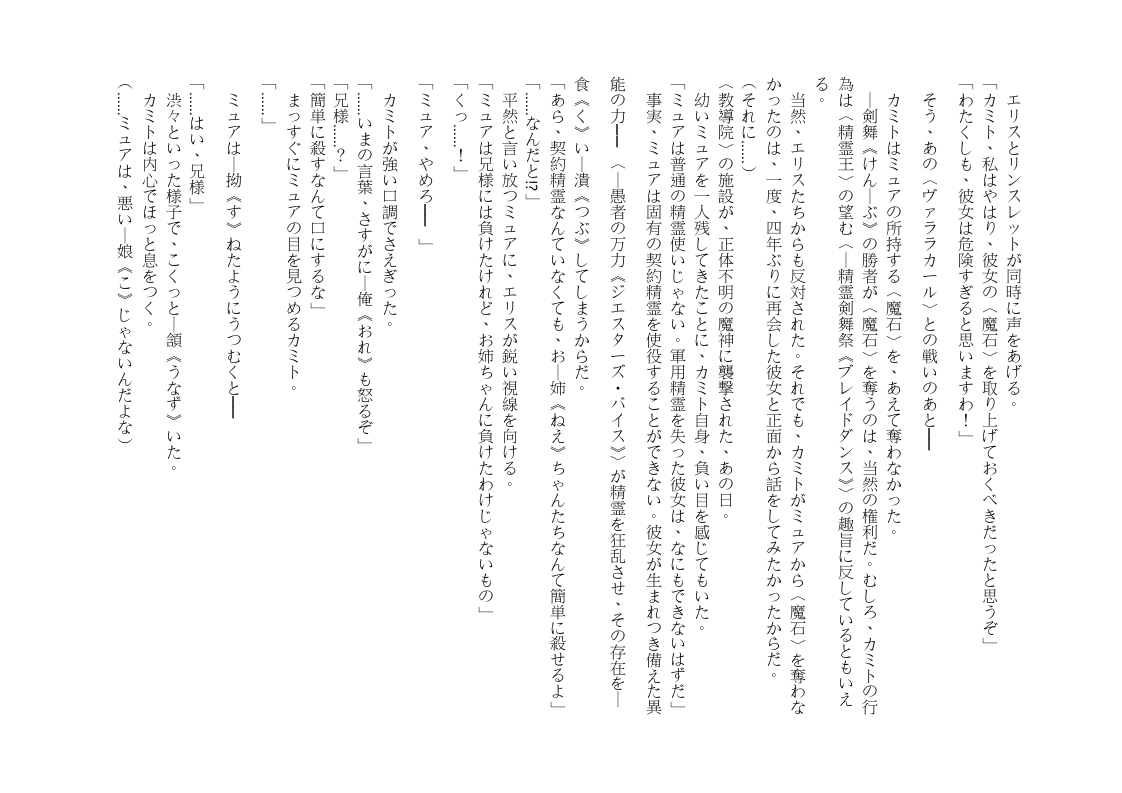 エリスとリンスレットが同時に声をあげる。
「カミト、私はやはり、彼女の〈魔石〉を取り上げておくべきだったと思うぞ」
「わたくしも、彼女は危険すぎると思いますわ！」
そう、あの〈ヴァララカール〉との戦いのあと━━
カミトはミュアの所持する〈魔石〉を、あえて奪わなかった。
―剣舞《けん―ぶ》の勝者が〈魔石〉を奪うのは、当然の権利だ。むしろ、カミトの行
為は〈精霊王〉の望む〈―精霊剣舞祭《ブレイドダンス》〉の趣旨に反しているともいえ
る。
当然、エリスたちからも反対された。それでも、カミトがミュアから〈魔石〉を奪わな
かったのは、一度、四年ぶりに再会した彼女と正面から話をしてみたかったからだ。
（それに……）
〈教導院〉の施設が、正体不明の魔神に襲撃された、あの日。
幼いミュアを一人残してきたことに、カミト自身、負い目を感じてもいた。
「ミュアは普通の精霊使いじゃない。軍用精霊を失った彼女は、なにもできないはずだ」
事実、ミュアは固有の契約精霊を使役することができない。彼女が生まれつき備えた異
能の力━━　〈―愚者の万力《ジエスターズ・バイス》〉が精霊を狂乱させ、その存在を―
食《く》い―潰《つぶ》してしまうからだ。
「あら、契約精霊なんていなくても、お―姉《ねえ》ちゃんたちなんて簡単に殺せるよ」
「……なんだと!?」
平然と言い放つミュアに、エリスが鋭い視線を向ける。
「ミュアは兄様には負けたけれど、お姉ちゃんに負けたわけじゃないもの」
「くっ……！」
「ミュア、やめろ━━　」
カミトが強い口調でさえぎった。
「……いまの言葉、さすがに―俺《おれ》も怒るぞ」
「兄様……？」
「簡単に殺すなんて口にするな」
まっすぐにミュアの目を見つめるカミト。
「……」
ミュアは―拗《す》ねたようにうつむくと━━
「……はい、兄様」
渋々といった様子で、こくっと―頷《うなず》いた。
カミトは内心でほっと息をつく。
（……ミュアは、悪い―娘《こ》じゃないんだよな）